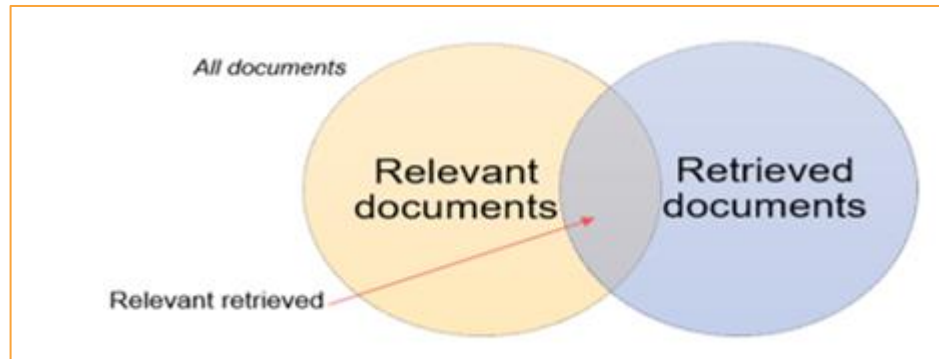 All documents
Relevant
documents
Retrieved
documents
Relevant retrieved